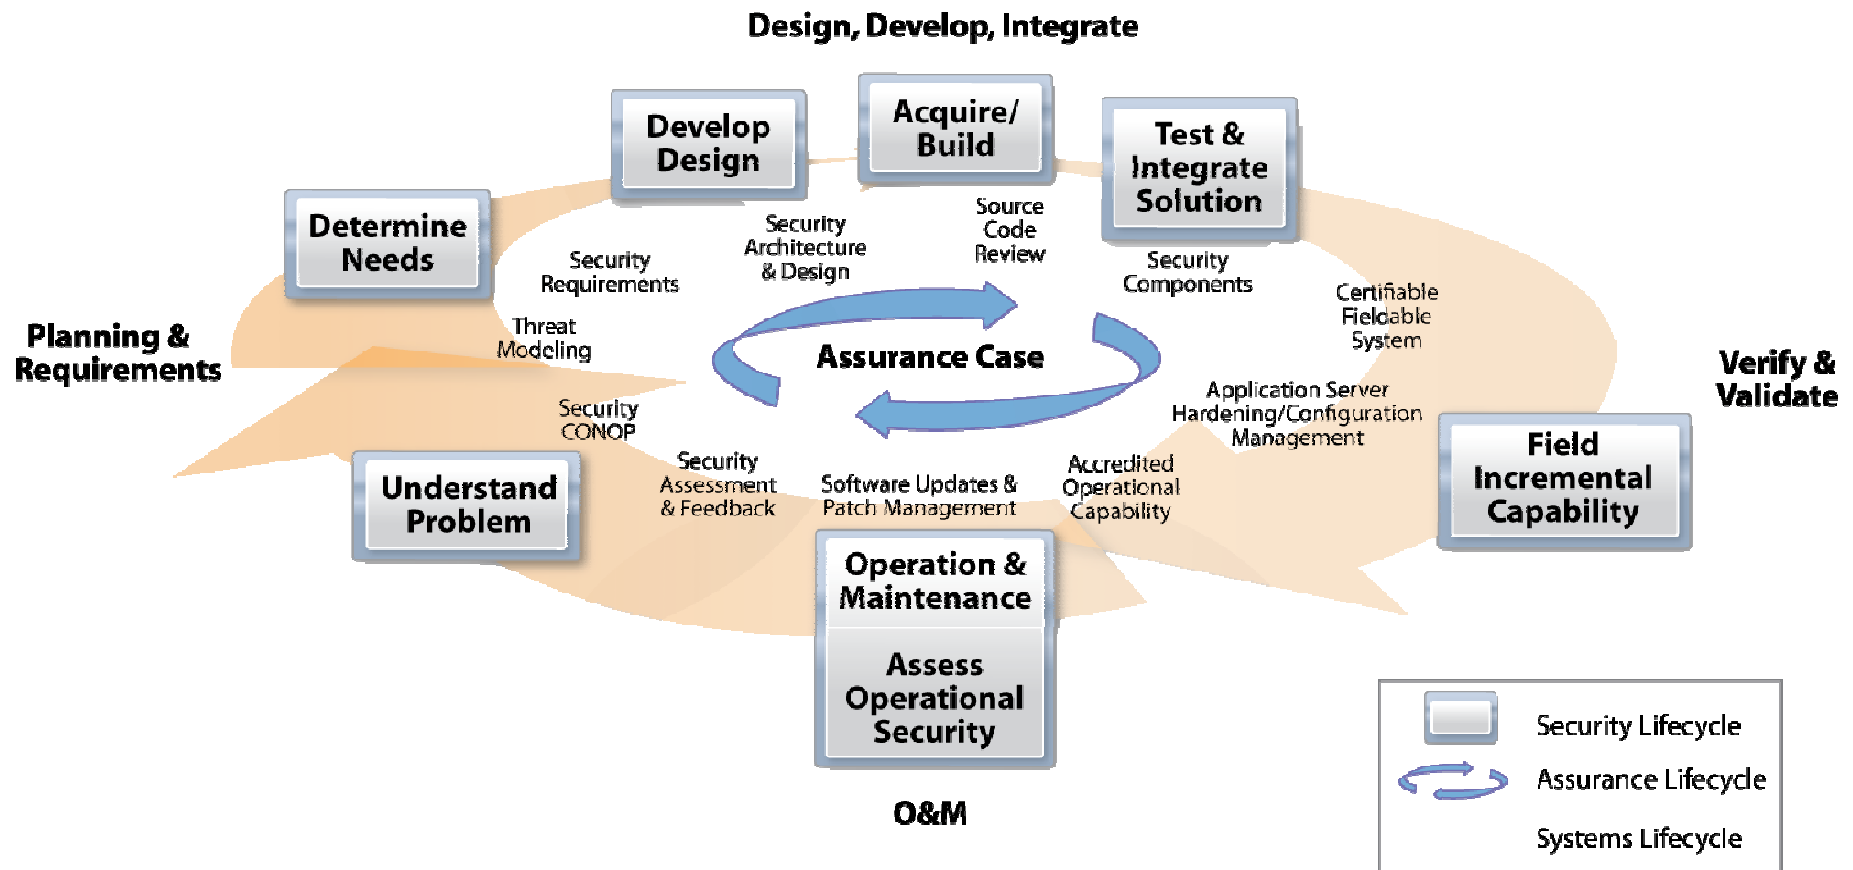 Design, Develop, Integrate
Develop
Design
Acquire/
Build
Test &
Integrate
Solution
Determine
Needs
Security
Requirements
Security
Architecture
& Design
Source
Code
Review
Security
Components
Certifiable
Fieldable
System
Planning &
Requirements
Threat
Modeling
Assurance Case
Verify &
Validate
Security
CONOP
Application Server
Hardening/Configuration
Management
Understand
Problem
Security
Assessment
& Feedback
Software Updates &
Patch Management
Accredited
Operational
Capability
Field
Incremental
Capability
Operation &
Maintenance
Assess
Operational
Security
O&M
Security Lifecycle
Assurance Lifecycle
Systems Lifecycle